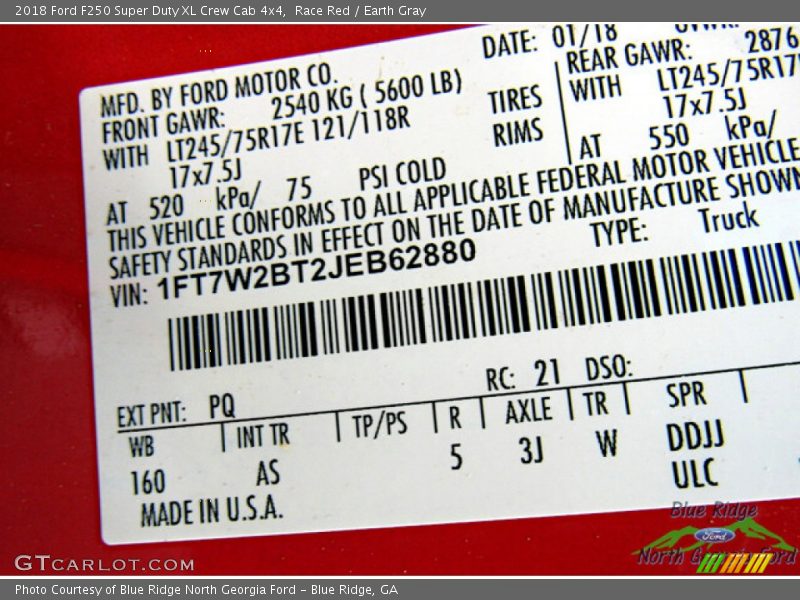 2018 Ford F250 Super Duty XL Crew Cab 4x4, Race Red / Earth Gray
DATE: 01/18
MFD. BY FORD MOTOR CO.
FRONT GAWR: 2540 KG ( 5600 LB)
WITH LT245/75R17E 121/118R TIRES
17x7.5J RIMS
AT 520 kPa/ 75 PSI COLD
REAR GAWR: 2876
WITH LT245/75R17
17x7.5J
AT 550 kPa/
THIS VEHICLE CONFORMS TO ALL APPLICABLE FEDERAL MOTOR VEHICLE
SAFETY STANDARDS IN EFFECT ON THE DATE OF MANUFACTURE SHOWN
VIN: 1FT7W2BT2JEB62880 TYPE: Truck
EXT PNT: PQ RC: 21 DSO:
WB INT TR TP/PS R AXLE TR SPR
160 AS 5 3J W DDJJ
ULC
MADE IN U.S.A.
Blue Ridge
Ford
North Georgia Ford
GTCARLOT.COM
Photo Courtesy of Blue Ridge North Georgia Ford – Blue Ridge, GA